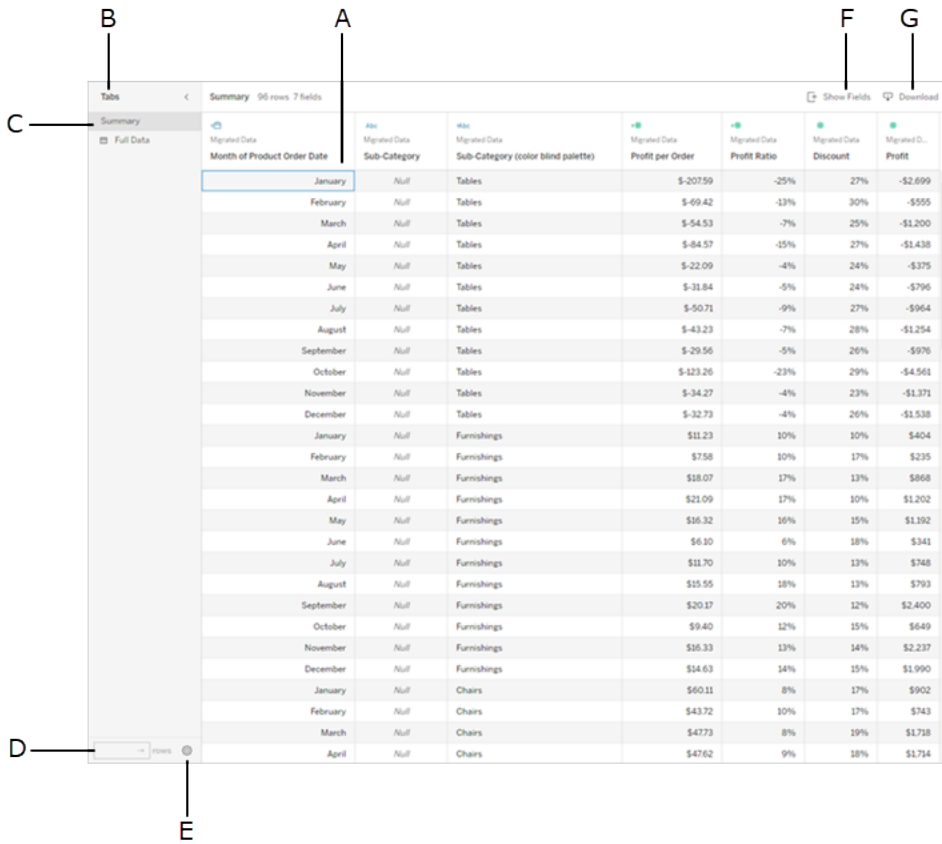 B A F G
Tabs < Summary 96 rows 7 fields Show Fields Download
C Summary
Full Data
Abc =Abc
Migrated Data Migrated Data Migrated Data Migrated Data Migrated Data Migrated Data Migrated D...
Month of Product Order Date Sub-Category Sub-Category (color blind palette) Profit per Order Profit Ratio Discount Profit
January Null Tables $-207.59 -25% 27% -$2,699
February Null Tables $-69.42 -13% 30% -$555
March Null Tables $-54.53 -7% 25% -$1,200
April Null Tables $-84.57 -15% 27% -$1,438
May Null Tables $-22.09 -4% 24% -$375
June Null Tables $-31.84 -5% 24% -$796
July Null Tables $-50.71 -9% 27% -$964
August Null Tables $-43.23 -7% 28% -$1,254
September Null Tables $-29.56 -5% 26% -$976
October Null Tables $-123.26 -23% 29% -$4,561
November Null Tables $-34.27 -4% 23% -$1,371
December Null Tables $-32.73 -4% 26% -$1,538
January Null Furnishings $11.23 10% 10% $404
February Null Furnishings $7.58 10% 17% $235
March Null Furnishings $18.07 17% 13% $868
April Null Furnishings $21.09 17% 10% $1,202
May Null Furnishings $16.32 16% 15% $1,192
June Null Furnishings $6.10 6% 18% $341
July Null Furnishings $11.70 10% 13% $748
August Null Furnishings $15.55 18% 13% $793
September Null Furnishings $20.17 20% 12% $2,400
October Null Furnishings $9.40 12% 15% $649
November Null Furnishings $16.33 13% 14% $2,237
December Null Furnishings $14.63 14% 15% $1,990
January Null Chairs $60.11 8% 17% $902
February Null Chairs $43.72 10% 17% $743
March Null Chairs $47.73 8% 19% $1,718
D rows April Null Chairs $47.62 9% 18% $1,714
E